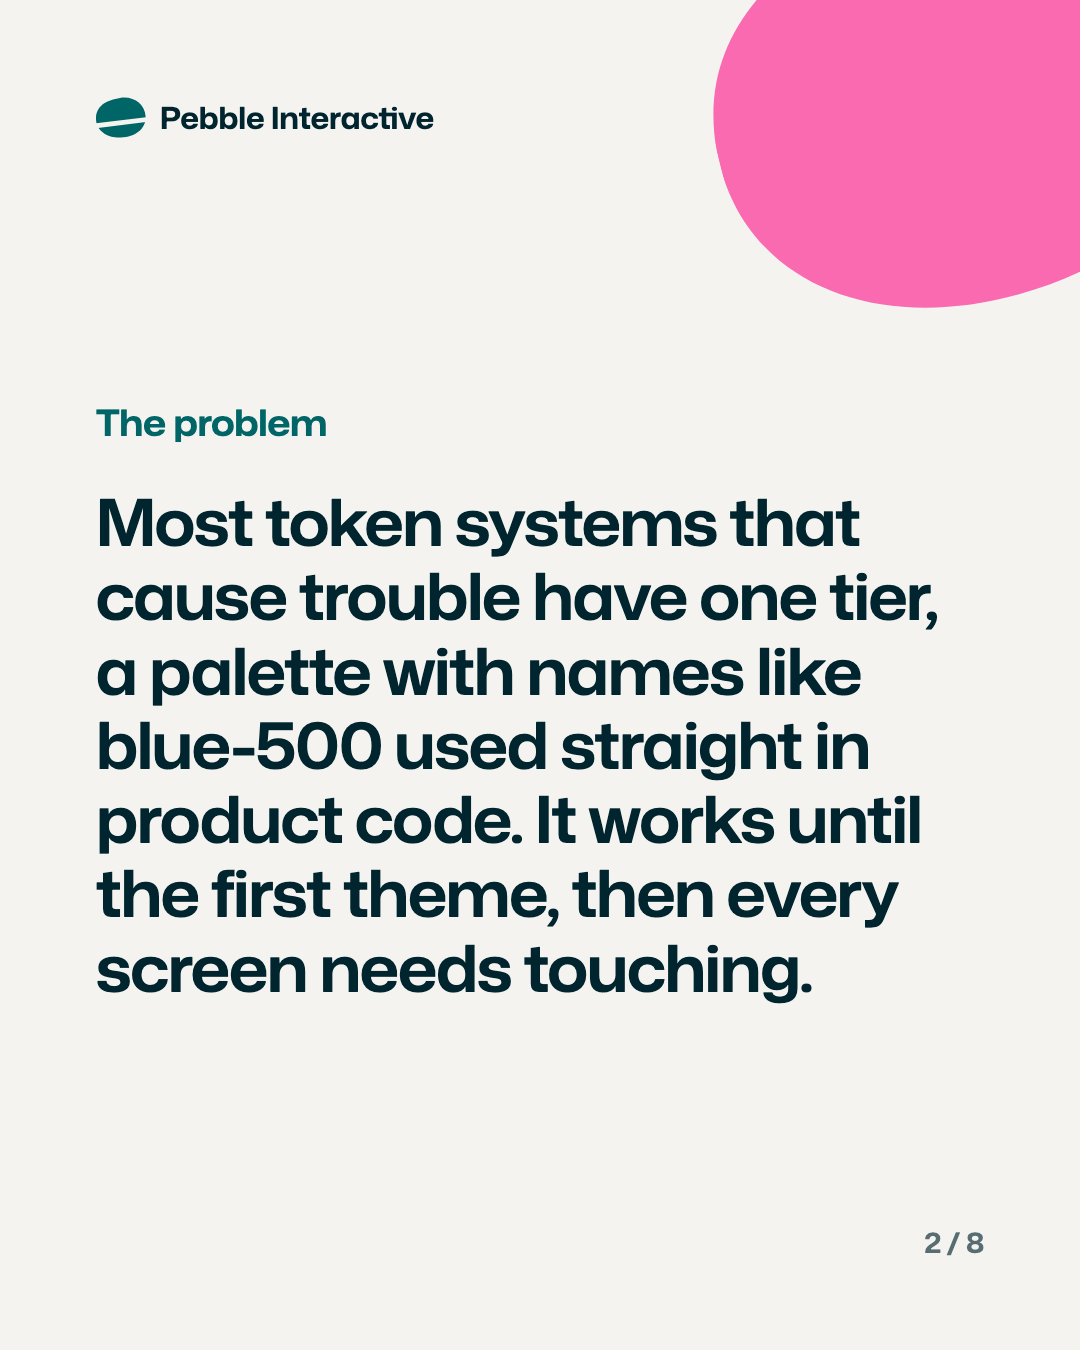 Pebble Interactive
The problem
Most token systems that
cause trouble have one tier,
a palette with names like
blue-500 used straight in
product code. It works until
the first theme, then every
screen needs touching.
2 / 8